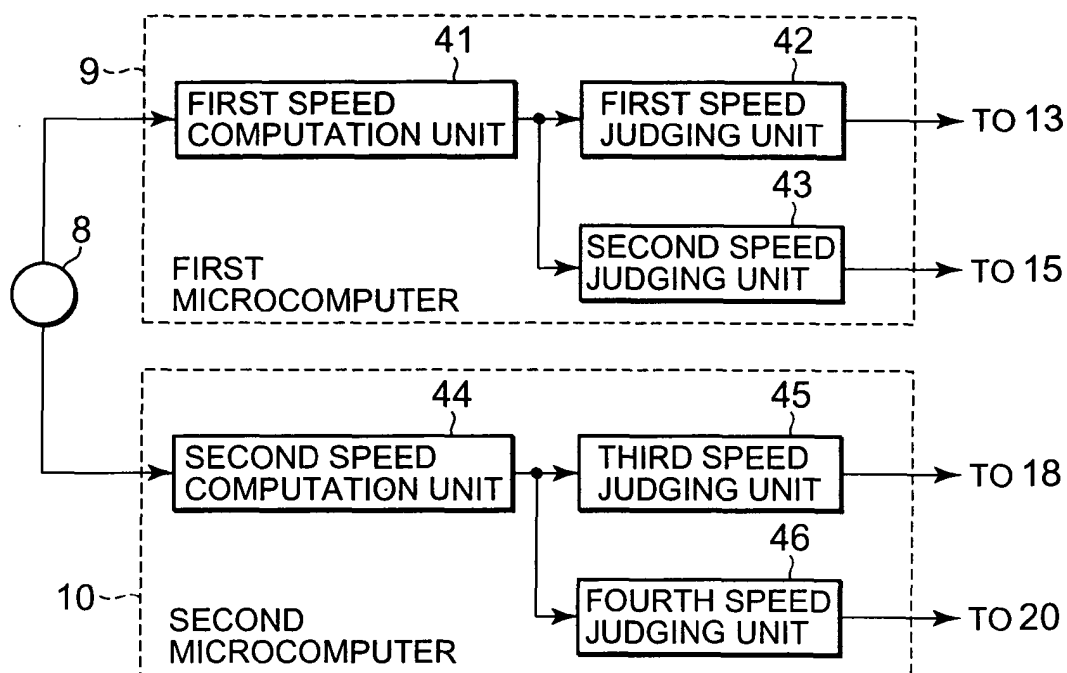 41
42
9
FIRST SPEED
COMPUTATION UNIT
FIRST SPEED
JUDGING UNIT
TO 13
8
43
SECOND SPEED
JUDGING UNIT
TO 15
FIRST
MICROCOMPUTER
44
45
SECOND SPEED
COMPUTATION UNIT
THIRD SPEED
JUDGING UNIT
TO 18
46
10
FOURTH SPEED
JUDGING UNIT
TO 20
SECOND
MICROCOMPUTER